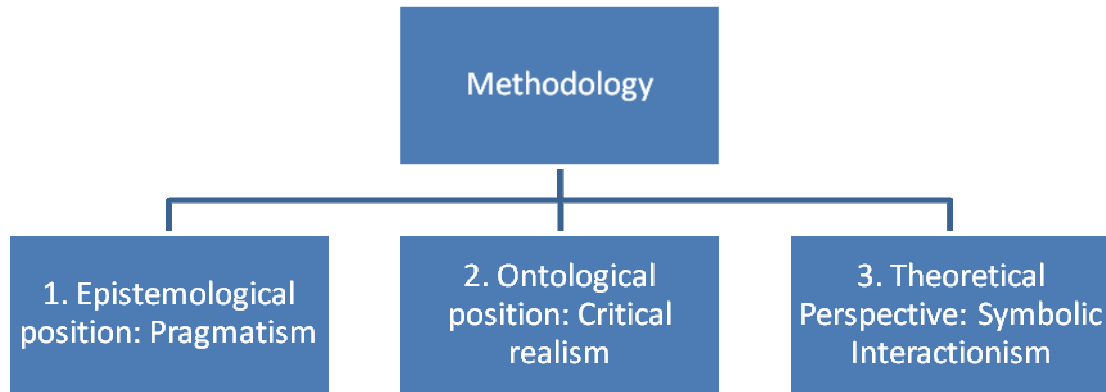 Methodology
1. Epistemological
position: Pragmatism
2. Ontological
position: Critical
realism
3. Theoretical
Perspective: Symbolic
Interactionism